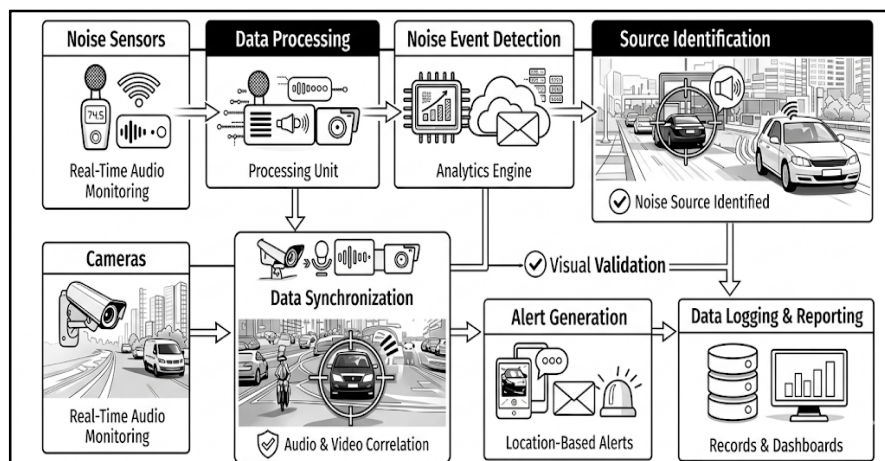 Noise Sensors
74.5
Real-Time Audio
Monitoring
Data Processing
Processing Unit
Noise Event Detection
Analytics Engine
Source Identification
Noise Source Identified
Cameras
Real-Time Audio
Monitoring
Data Synchronization
Audio & Video Correlation
Visual Validation
Alert Generation
Location-Based Alerts
Data Logging & Reporting
Records & Dashboards